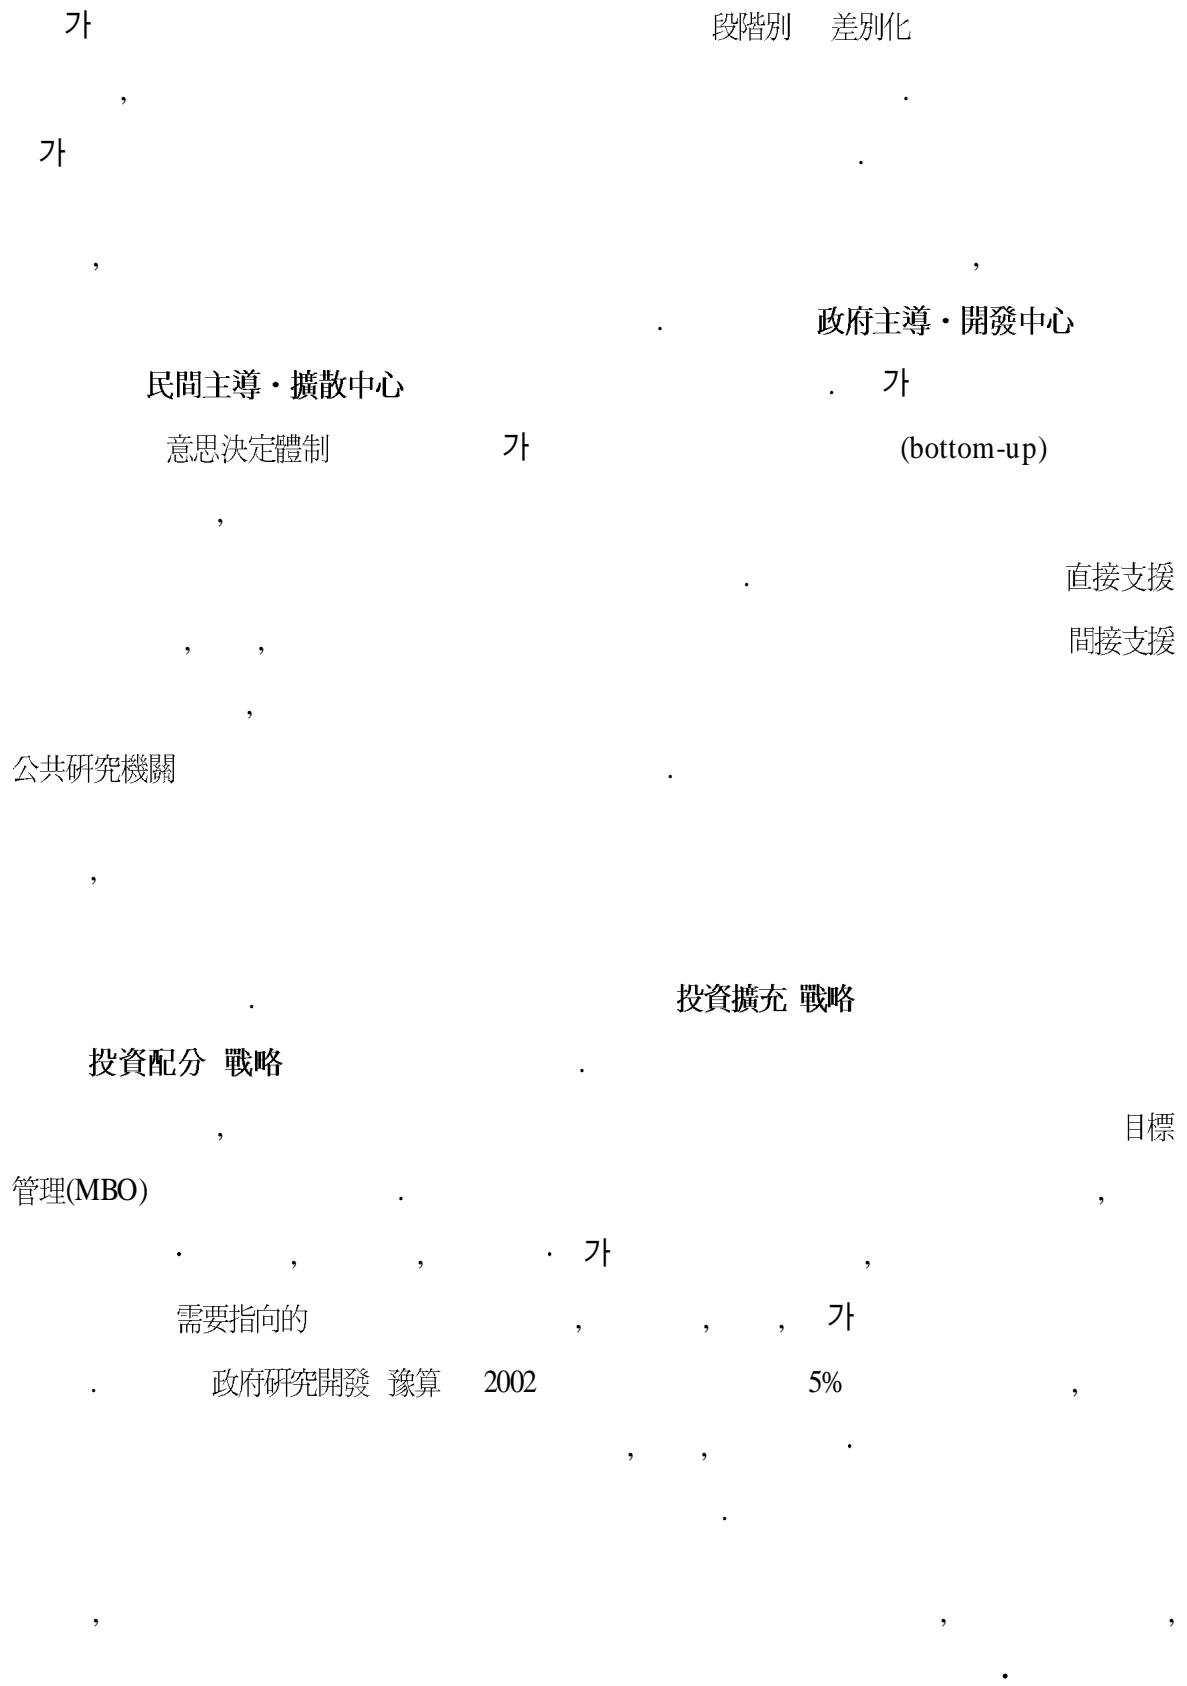 가 段階別 差別化
, .
가 .
, ,
. 政府主導·開發中心
民間主導·擴散中心 . 가
意思決定體制 가 (bottom-up)
,
. 直接支援
, , 間接支援
,
公共硏究機關 .
,
. 投資擴充 戰略
投資配分 戰略 .
, 目標
管理(MBO) . ,
· , , · 가 ,
需要指向的 , , , 가
. 政府硏究開發 豫算 2002 5% ,
, , ·
.
, , ,
·